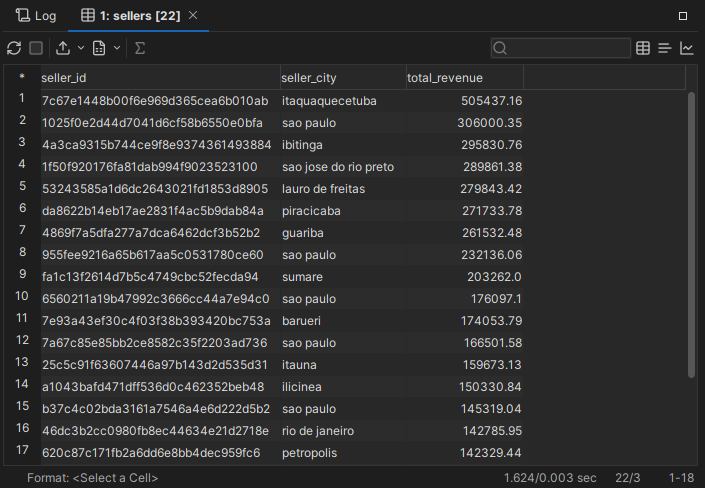 Log 1: sellers [22]
* seller_id seller_city total_revenue
1 7c67e1448b00f6e969d365cea6b010ab itaquaquecetuba 505437.16
2 1025f0e2d44d7041d6cf58b6550e0bfa sao paulo 306000.35
3 4a3ca9315b744ce9f8e9374361493884 ibitinga 295830.76
4 1f50f920176fa81dab994f9023523100 sao jose do rio preto 289861.38
5 53243585a1d6dc2643021fd1853d8905 lauro de freitas 279843.42
6 da8622b14eb17ae2831f4ac5b9dab84a piracicaba 271733.78
7 4869f7a5dfa277a7dca6462dcf3b52b2 guariba 261532.48
8 955fee9216a65b617aa5c0531780ce60 sao paulo 232136.06
9 fa1c13f2614d7b5c4749cbc52fecda94 sumare 203262.0
10 6560211a19b47992c3666cc44a7e94c0 sao paulo 176097.1
11 7e93a43ef30c4f03f38b393420bc753a barueri 174053.79
12 7a67c85e85bb2ce8582c35f2203ad736 sao paulo 166501.58
13 25c5c91f63607446a97b143d2d535d31 itauna 159673.13
14 a1043bafd471dff536d0c462352beb48 ilicinea 150330.84
15 b37c4c02bda3161a7546a4e6d222d5b2 sao paulo 145319.04
16 46dc3b2cc0980fb8ec44634e21d2718e rio de janeiro 142785.95
17 620c87c171fb2a6dd6e8bb4dec959fc6 petropolis 142329.44
Format: <Select a Cell> 1.624/0.003 sec 22/3 1-18